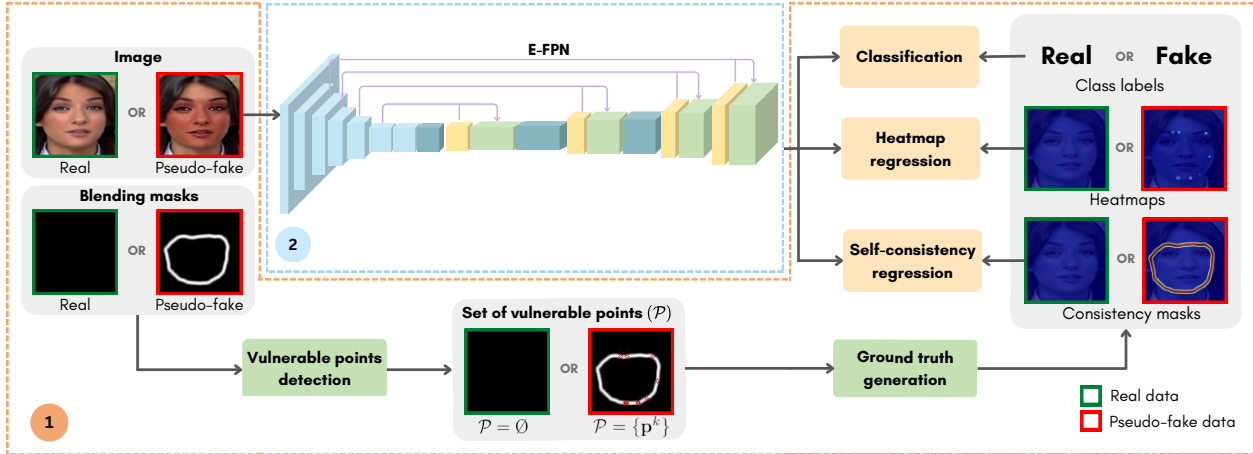 Image
OR
Real
Pseudo-fake
Blending masks
OR
Real
Pseudo-fake
1
E-FPN
2
Classification
Heatmap
regression
Self-consistency
regression
Real OR Fake
Class labels
OR
Heatmaps
OR
Consistency masks
Vulnerable points
detection
Set of vulnerable points (𝒫)
OR
𝒫 = Ø
𝒫 = {𝐩ᵏ}
Ground truth
generation
Real data
Pseudo-fake data